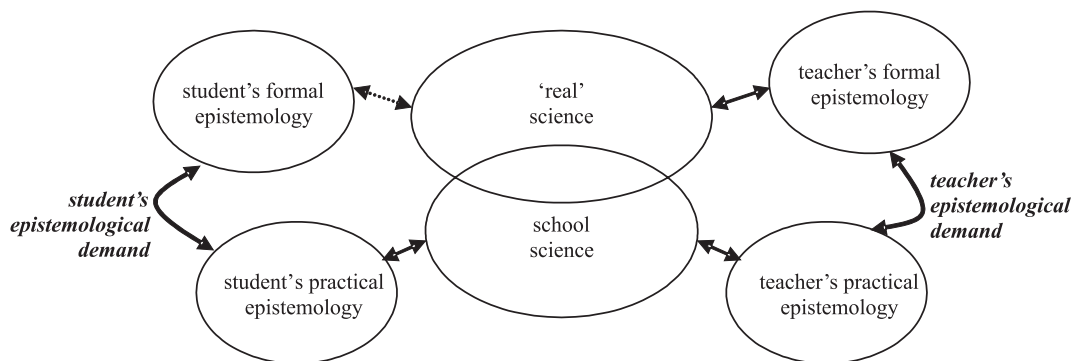 student’s formal
epistemology
‘real’
science
teacher’s formal
epistemology
student’s
epistemological
demand
teacher’s
epistemological
demand
school
science
student’s practical
epistemology
teacher’s practical
epistemology